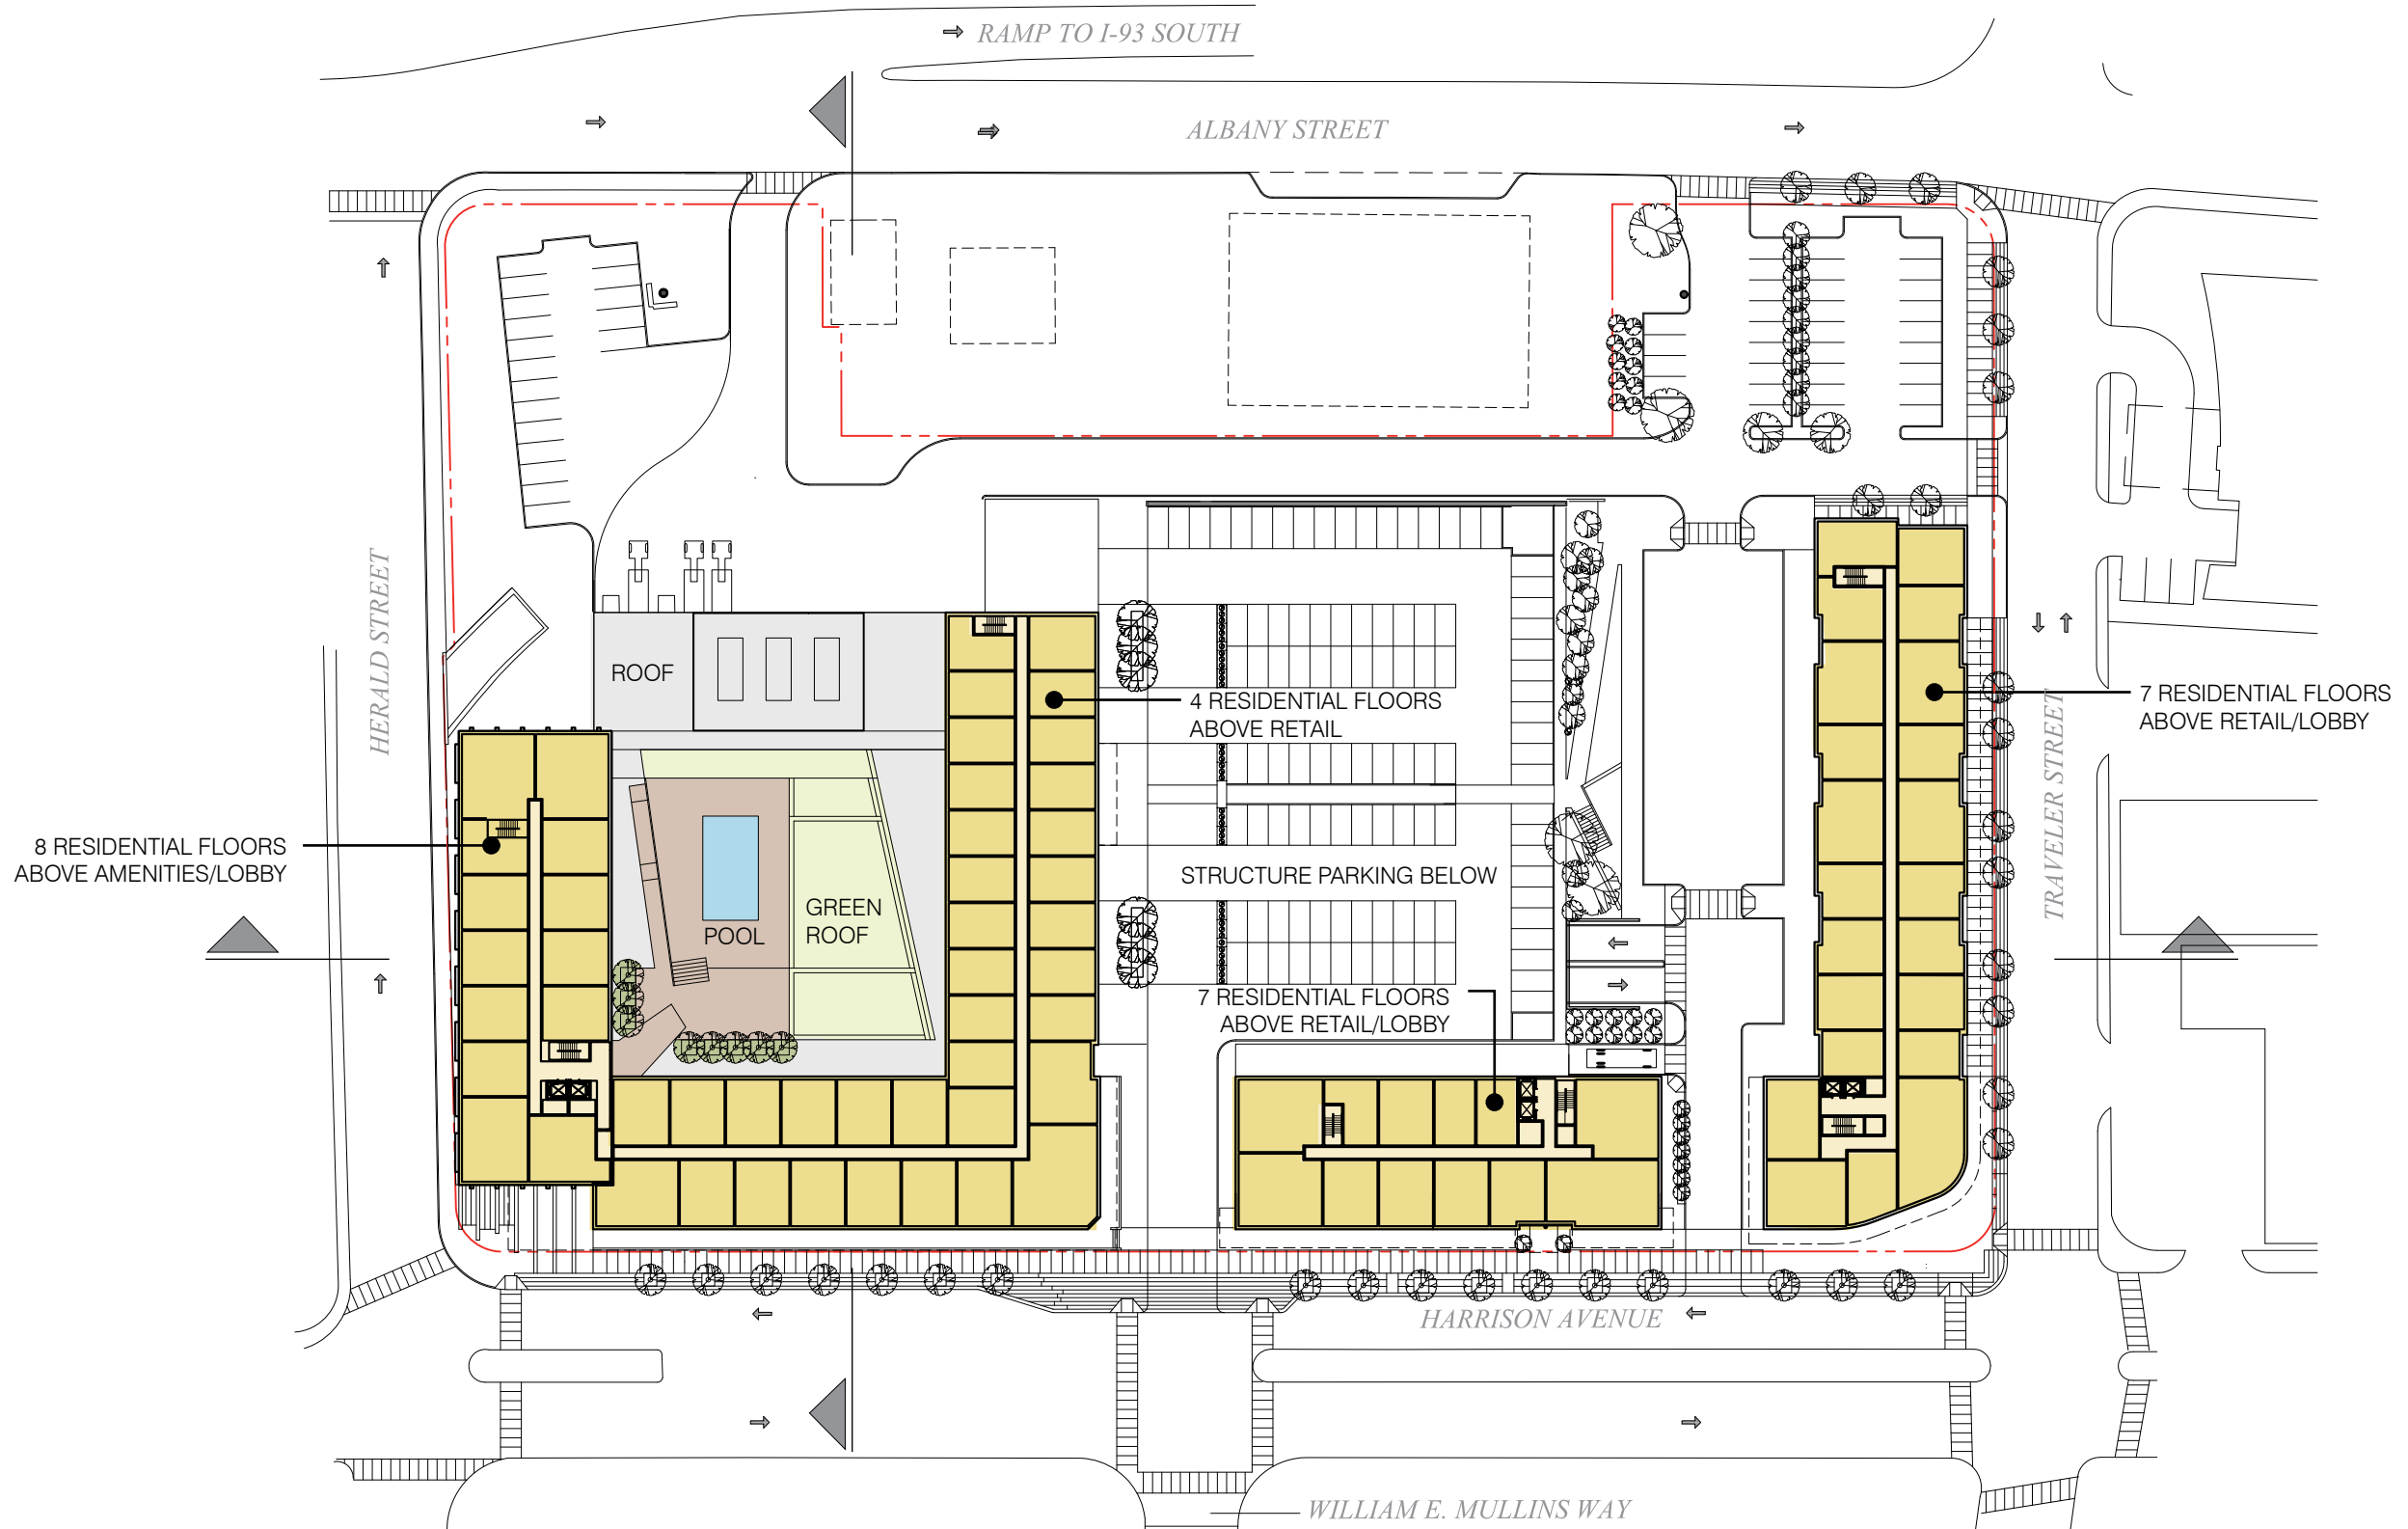 RAMP TO I-93 SOUTH
ALBANY STREET
HERALD STREET
ROOF
4 RESIDENTIAL FLOORS
ABOVE RETAIL
7 RESIDENTIAL FLOORS
ABOVE RETAIL/LOBBY
TRAVELER STREET
8 RESIDENTIAL FLOORS
ABOVE AMENITIES/LOBBY
STRUCTURE PARKING BELOW
GREEN
ROOF
POOL
7 RESIDENTIAL FLOORS
ABOVE RETAIL/LOBBY
HARRISON AVENUE
WILLIAM E. MULLINS WAY